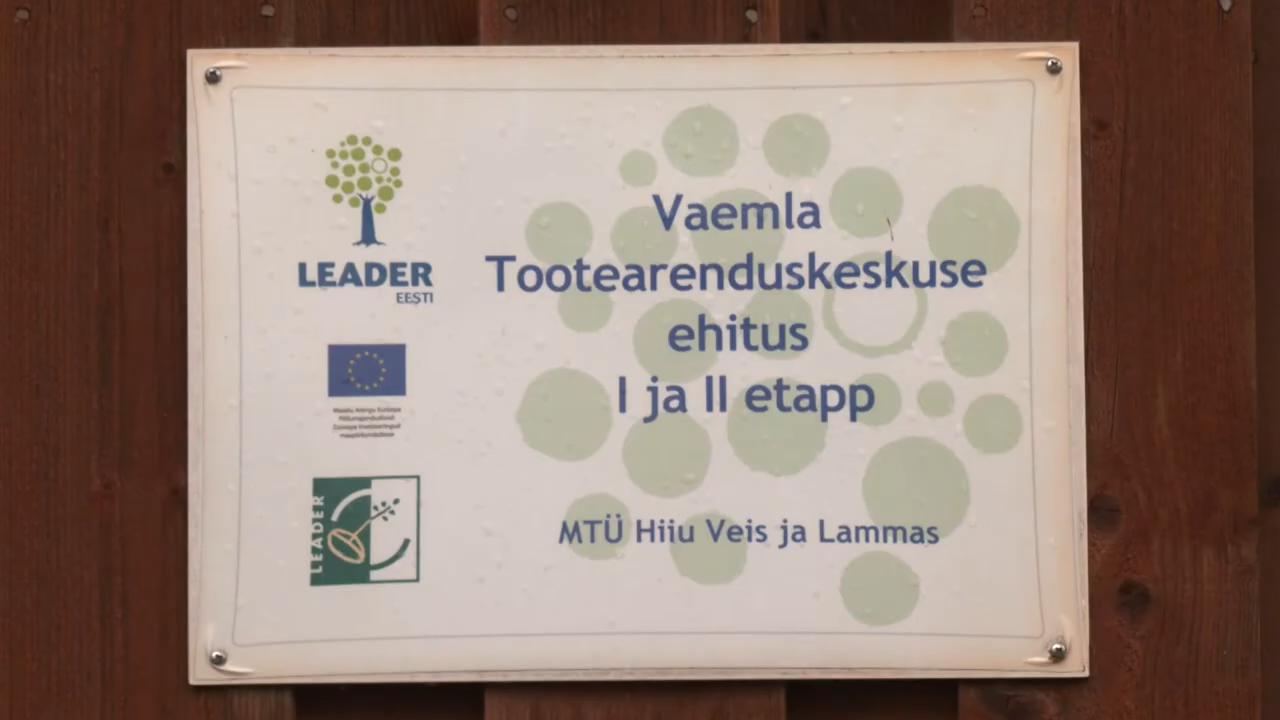 LEADER
EESTI
LEADER
Vaemla
Tootearenduskeskuse
ehitus
I ja II etapp
MTÜ Hiiu Veis ja Lammas